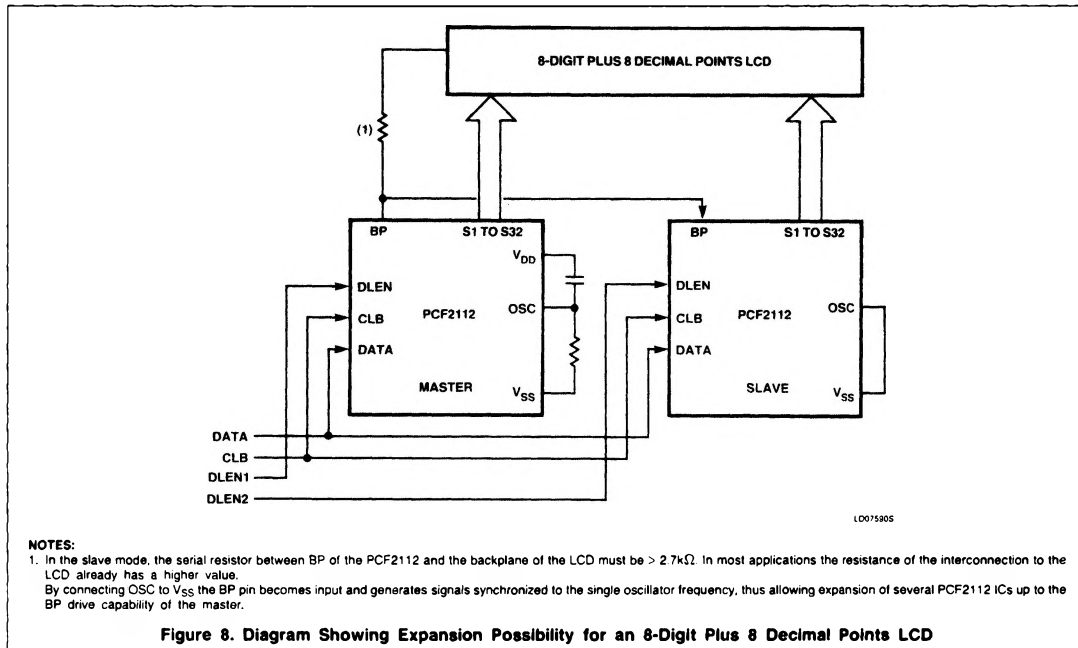 8-DIGIT PLUS 8 DECIMAL POINTS LCD
(1)
BP
S1 TO S32
VDD
DLEN
OSC
CLB
PCF2112
DATA
MASTER
VSS
BP
S1 TO S32
DLEN
OSC
CLB
PCF2112
DATA
SLAVE
VSS
DATA
CLB
DLEN1
DLEN2
LD07590S
NOTES:
1. In the slave mode, the serial resistor between BP of the PCF2112 and the backplane of the LCD must be > 2.7kΩ. In most applications the resistance of the interconnection to the
LCD already has a higher value.
By connecting OSC to VSS the BP pin becomes input and generates signals synchronized to the single oscillator frequency, thus allowing expansion of several PCF2112 ICs up to the
BP drive capability of the master.
Figure 8. Diagram Showing Expansion Possibility for an 8-Digit Plus 8 Decimal Points LCD